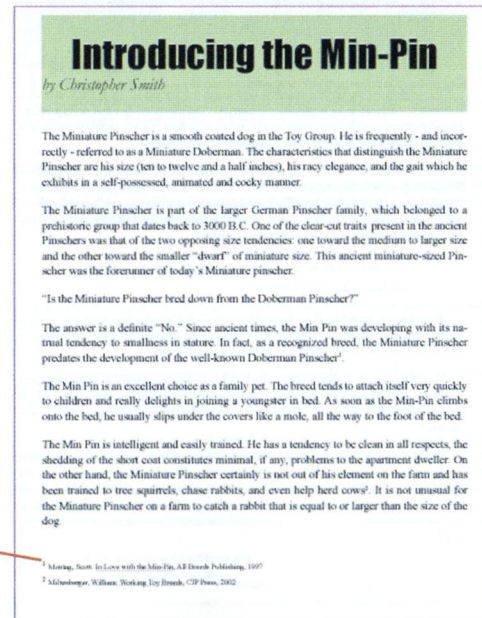 Introducing the Min-Pin
by Christopher Smith
The Miniature Pinscher is a smooth coated dog in the Toy Group. He is frequently - and incor-
rectly - referred to as a Miniature Doberman. The characteristics that distinguish the Miniature
Pinscher are his size (ten to twelve and a half inches), his racy elegance, and the gait which he
exhibits in a self-possessed, animated and cocky manner.
The Miniature Pinscher is part of the larger German Pinscher family, which belonged to a
prehistoric group that dates back to 3000 B.C. One of the clear-cut traits present in the ancient
Pinschers was that of the two opposing size tendencies: one toward the medium to larger size
and the other toward the smaller “dwarf” of miniature size. This ancient miniature-sized Pin-
scher was the forerunner of today’s Miniature pinscher.
“Is the Miniature Pinscher bred down from the Doberman Pinscher?”
The answer is a definite “No.” Since ancient times, the Min Pin was developing with its na-
trual tendency to smallness in stature. In fact, as a recognized breed, the Miniature Pinscher
predates the development of the well-known Doberman Pinscher¹.
The Min Pin is an excellent choice as a family pet. The breed tends to attach itself very quickly
to children and really delights in joining a youngster in bed. As soon as the Min-Pin climbs
onto the bed, he usually slips under the covers like a mole, all the way to the foot of the bed.
The Min Pin is intelligent and easily trained. He has a tendency to be clean in all respects, the
shedding of the short coat constitutes minimal, if any, problems to the apartment dweller. On
the other hand, the Miniature Pinscher certainly is not out of his element on the farm and has
been trained to tree squirrels, chase rabbits, and even help herd cows². It is not unusual for
the Minature Pinscher on a farm to catch a rabbit that is equal to or larger than the size of the
dog.
¹ Scott: In Love with the Min-Pin, All Breeds Publishing, 1997
² William: Working Toy Breeds, CJP Press, 2002